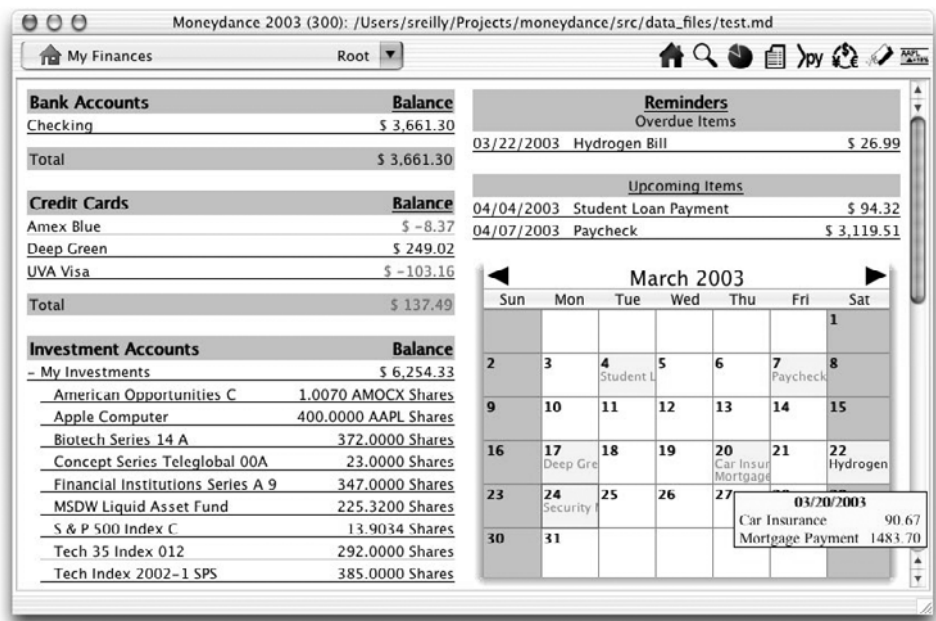 Moneydance 2003 (300): /Users/sreilly/Projects/moneydance/src/data_files/test.md
My Finances Root
Bank Accounts Balance
Checking $ 3,661.30
Total $ 3,661.30
Credit Cards Balance
Amex Blue $ -8.37
Deep Green $ 249.02
UVA Visa $ -103.16
Total $ 137.49
Investment Accounts Balance
- My Investments $ 6,254.33
American Opportunities C 1.0070 AMOCX Shares
Apple Computer 400.0000 AAPL Shares
Biotech Series 14 A 372.0000 Shares
Concept Series Teleglobal 00A 23.0000 Shares
Financial Institutions Series A 9 347.0000 Shares
MSDW Liquid Asset Fund 225.3200 Shares
S & P 500 Index C 13.9034 Shares
Tech 35 Index 012 292.0000 Shares
Tech Index 2002-1 SPS 385.0000 Shares
py
Reminders
Overdue Items
03/22/2003 Hydrogen Bill $ 26.99
Upcoming Items
04/04/2003 Student Loan Payment $ 94.32
04/07/2003 Paycheck $ 3,119.51
March 2003
Sun Mon Tue Wed Thu Fri Sat
1
2 3 4 5 6 7 8
Student L Paycheck
9 10 11 12 13 14 15
16 17 18 19 20 21 22
Deep Gre Car Insur Hydrogen
Mortgage
23 24 25 26 27
Security
30 31
03/20/2003
Car Insurance 90.67
Mortgage Payment 1483.70